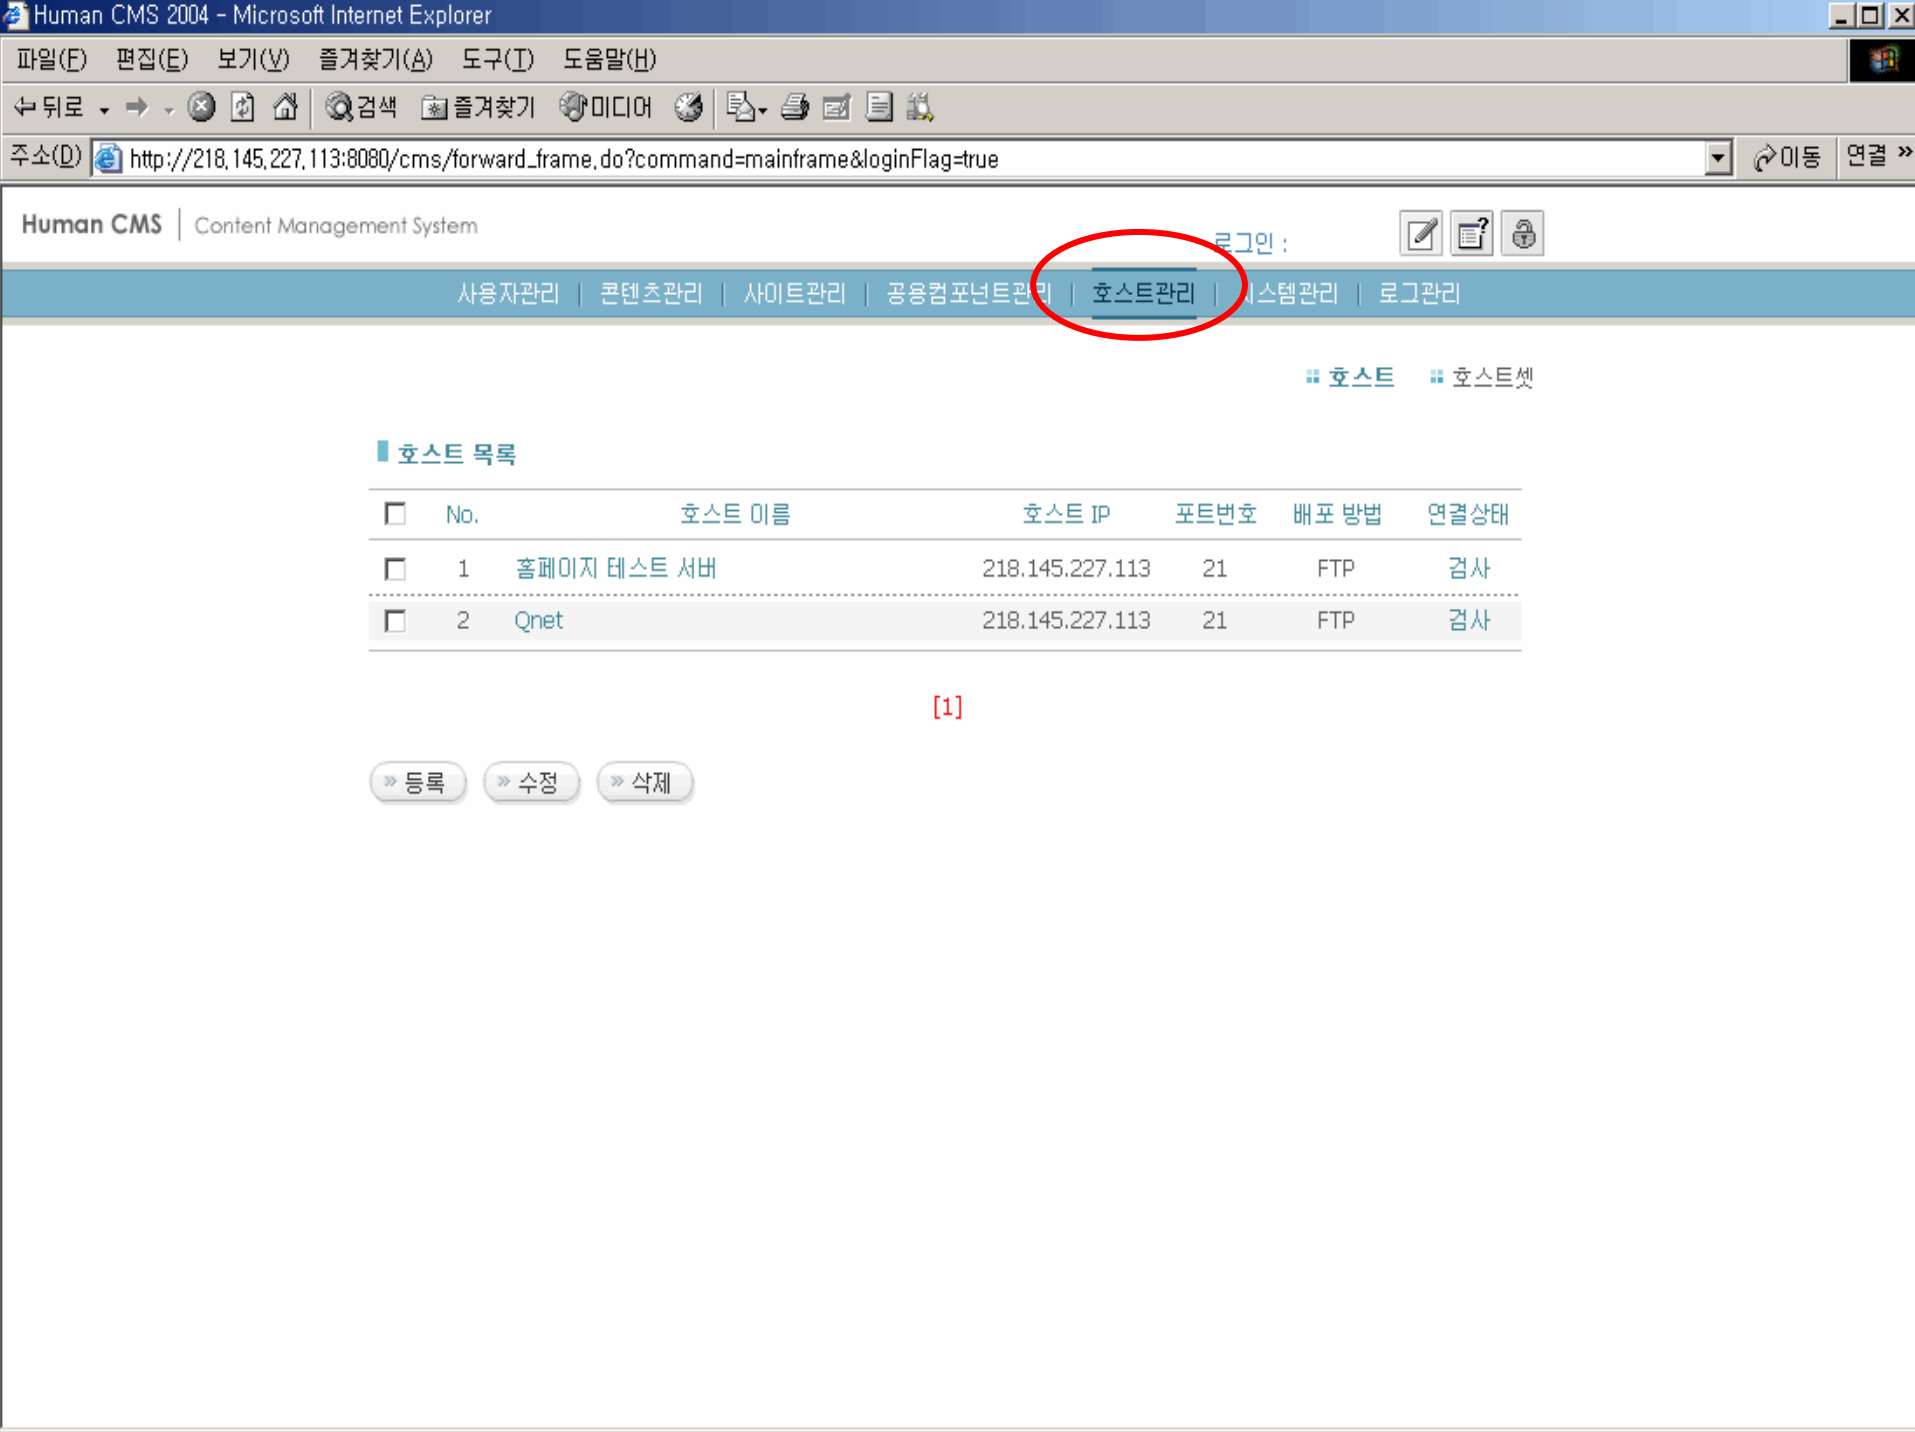 Human CMS 2004 - Microsoft Internet Explorer
파일(F) 편집(E) 보기(V) 즐겨찾기(A) 도구(T) 도움말(H)
뒤로 검색 즐겨찾기 미디어
주소(D) http://218.145.227.113:8080/cms/forward_frame.do?command=mainframe&loginFlag=true 이동 연결 »
Human CMS | Content Management System
로그인 :
사용자관리 | 콘텐츠관리 | 사이트관리 | 공용컴포넌트관리 | 호스트관리 | 시스템관리 | 로그관리
호스트 호스트셋
호스트 목록
No. 호스트 이름 호스트 IP 포트번호 배포 방법 연결상태
1 홈페이지 테스트 서버 218.145.227.113 21 FTP 검사
2 Qnet 218.145.227.113 21 FTP 검사
[1]
» 등록 » 수정 » 삭제